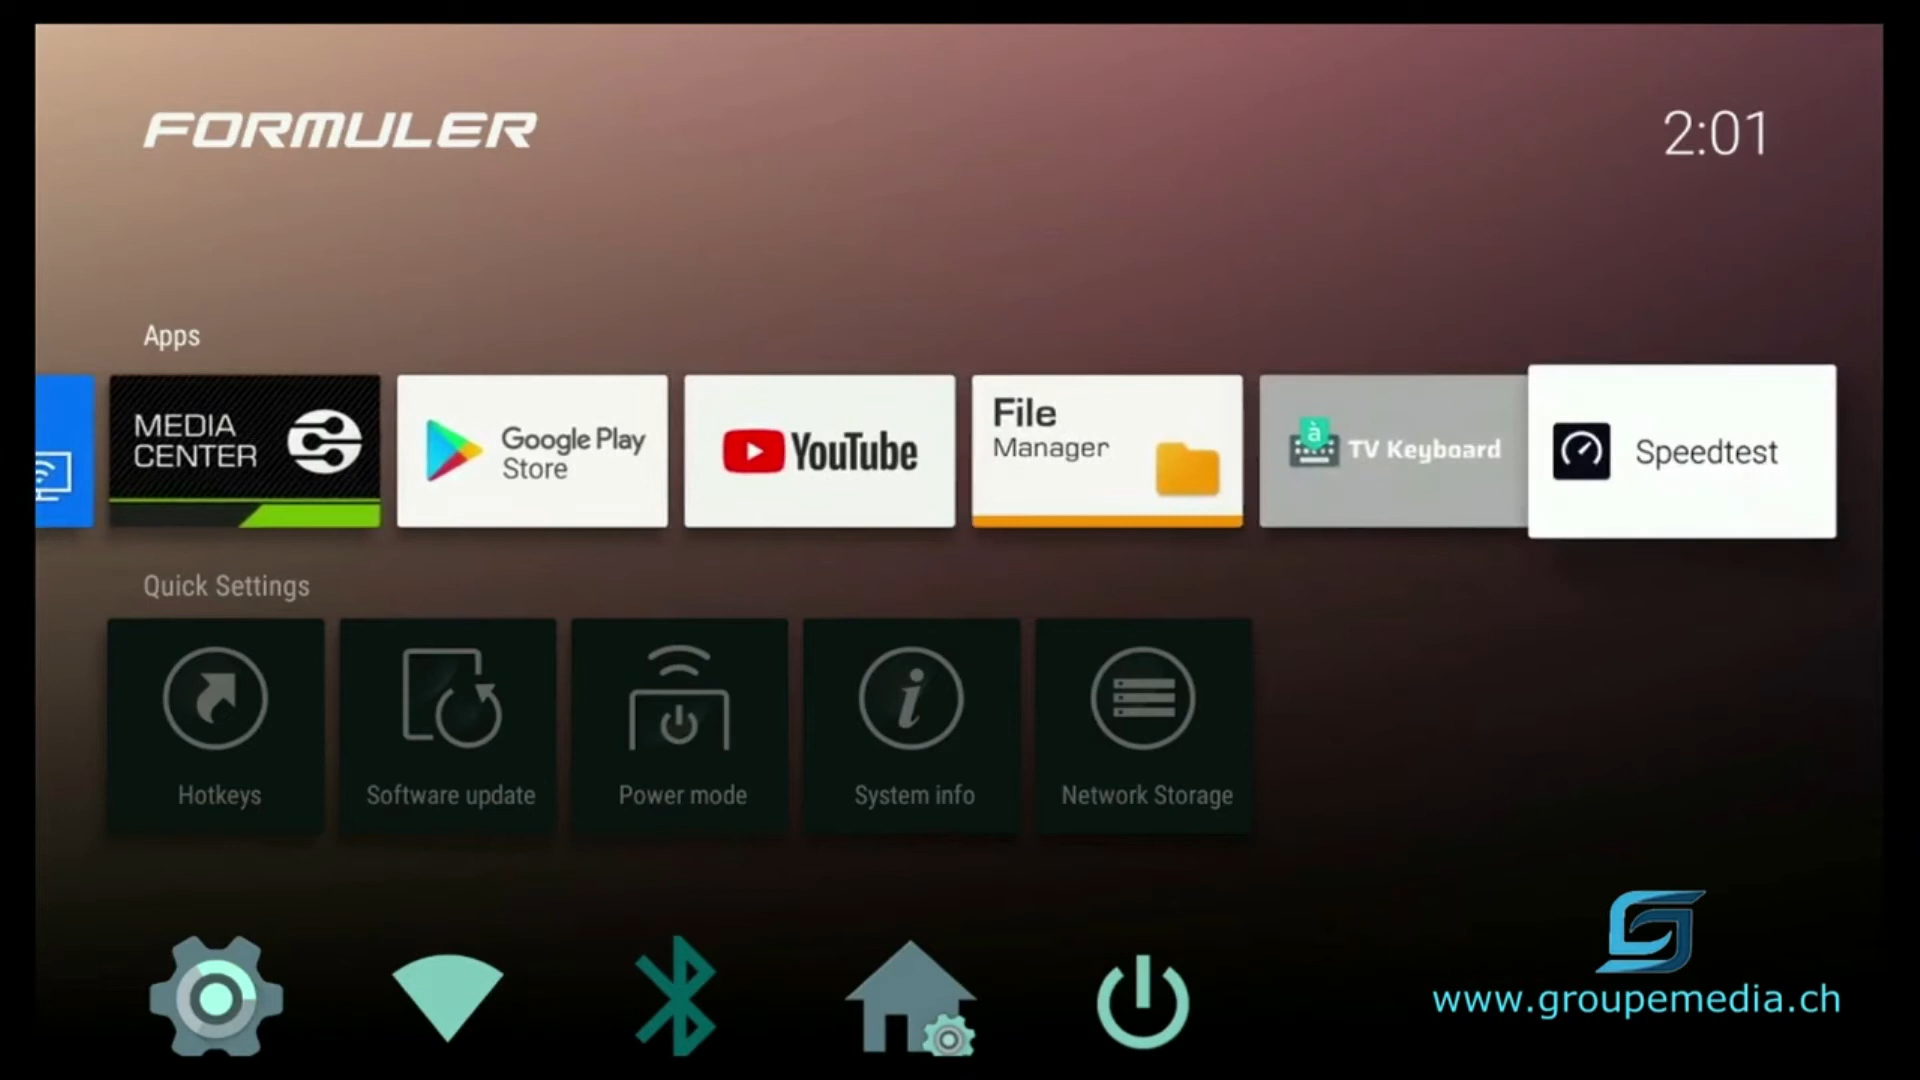 FORMULER
2:01
Apps
MEDIA
CENTER
Google Play
Store
YouTube
File
Manager
à
TV Keyboard
Speedtest
Quick Settings
Hotkeys
Software update
Power mode
System info
Network Storage
www.groupemedia.ch